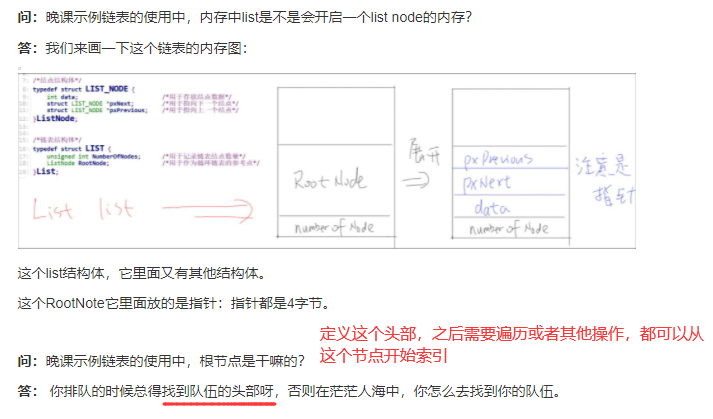 问：晚课示例链表的使用中，内存中list是不是会开启一个list node的内存？
答：我们来画一下这个链表的内存图：
/*结点结构体*/
typedef struct LIST_NODE {
int data; /*用于存放结点数据*/
struct LIST_NODE *pxNext; /*用于指向下一个结点*/
struct LIST_NODE *pxPrevious; /*用于指向上一个结点*/
}ListNode;
/*链表结构体*/
typedef struct LIST {
unsigned int NumberOfNodes; /*用于记录链表结点数量*/
ListNode RootNode; /*用于作为循环链表的参考点*/
}List;
List list
RootNode
number of Node
展开
pxPrevious
pxNext
data
number of Node
注意是
指针
这个list结构体，它里面又有其他结构体。
这个RootNote它里面放的是指针：指针都是4字节。
定义这个头部，之后需要遍历或者其他操作，都可以从
这个节点开始索引
问：晚课示例链表的使用中，根节点是干嘛的？
答： 你排队的时候总得找到队伍的头部呀，否则在茫茫人海中，你怎么去找到你的队伍。